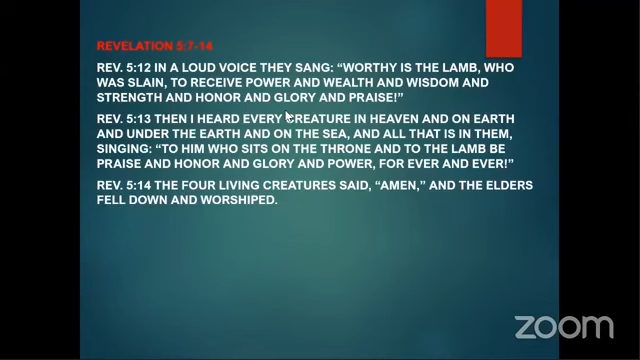 REVELATION 5:7-14
REV. 5:12 IN A LOUD VOICE THEY SANG: “WORTHY IS THE LAMB, WHO
WAS SLAIN, TO RECEIVE POWER AND WEALTH AND WISDOM AND
STRENGTH AND HONOR AND GLORY AND PRAISE!”
REV. 5:13 THEN I HEARD EVERY CREATURE IN HEAVEN AND ON EARTH
AND UNDER THE EARTH AND ON THE SEA, AND ALL THAT IS IN THEM,
SINGING: “TO HIM WHO SITS ON THE THRONE AND TO THE LAMB BE
PRAISE AND HONOR AND GLORY AND POWER, FOR EVER AND EVER!”
REV. 5:14 THE FOUR LIVING CREATURES SAID, “AMEN,” AND THE ELDERS
FELL DOWN AND WORSHIPED.
zoom